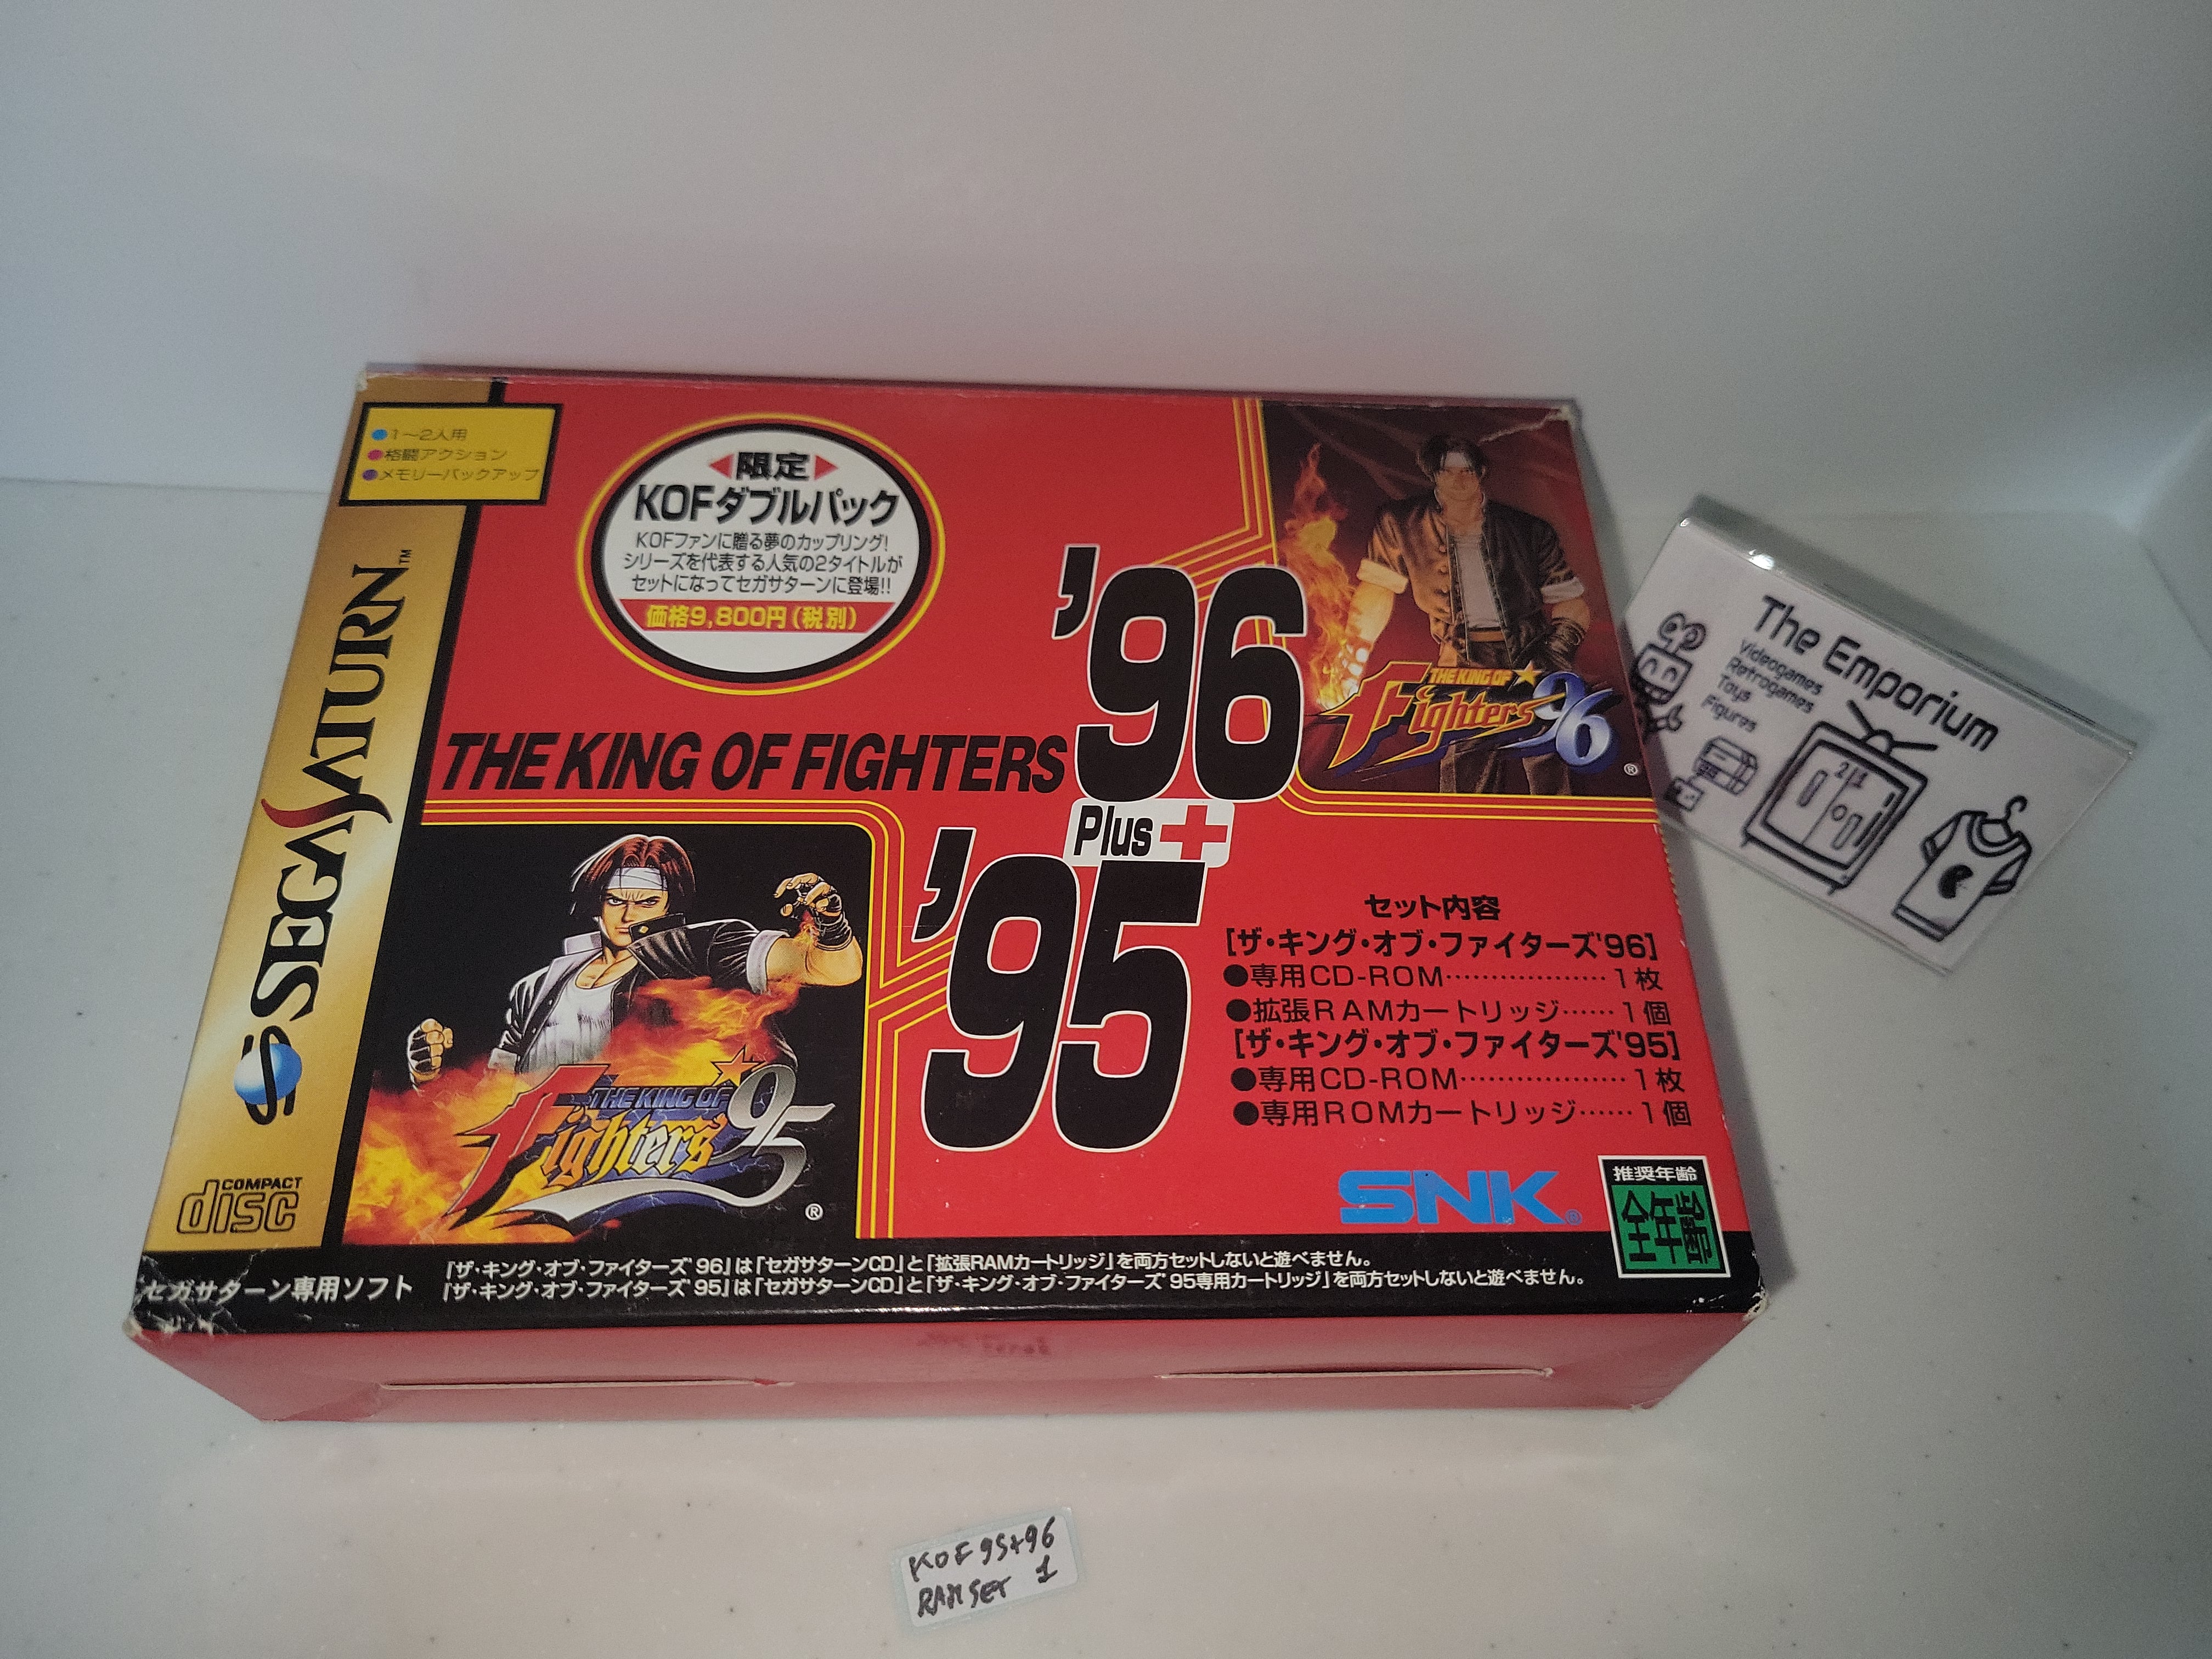 ●1～2人用
●格闘アクション
●メモリーバックアップ
SEGA SATURN™
COMPACT
disc
限定
KOFダブルパック
KOFファンに贈る夢のカップリング!
シリーズを代表する人気の2タイトルが
セットになってセガサターンに登場!!
価格9,800円(税別)
THE KING OF FIGHTERS
'96
Plus+
'95
THE KING OF
Fighters'96
®
THE KING OF
Fighters'95
®
セット内容
[ザ・キング・オブ・ファイターズ'96]
●専用CD-ROM………………1枚
●拡張RAMカートリッジ……1個
[ザ・キング・オブ・ファイターズ'95]
●専用CD-ROM………………1枚
●専用ROMカートリッジ……1個
SNK®
推奨年齢
全年齢
セガサターン専用ソフト
「ザ・キング・オブ・ファイターズ'96」は「セガサターンCD」と「拡張RAMカートリッジ」を両方セットしないと遊べません。
「ザ・キング・オブ・ファイターズ'95」は「セガサターンCD」と「ザ・キング・オブ・ファイターズ'95専用カートリッジ」を両方セットしないと遊べません。
The Emporium
Videogames
Retrogames
Toys
Figures
KOF 95+96
RAM SET 1